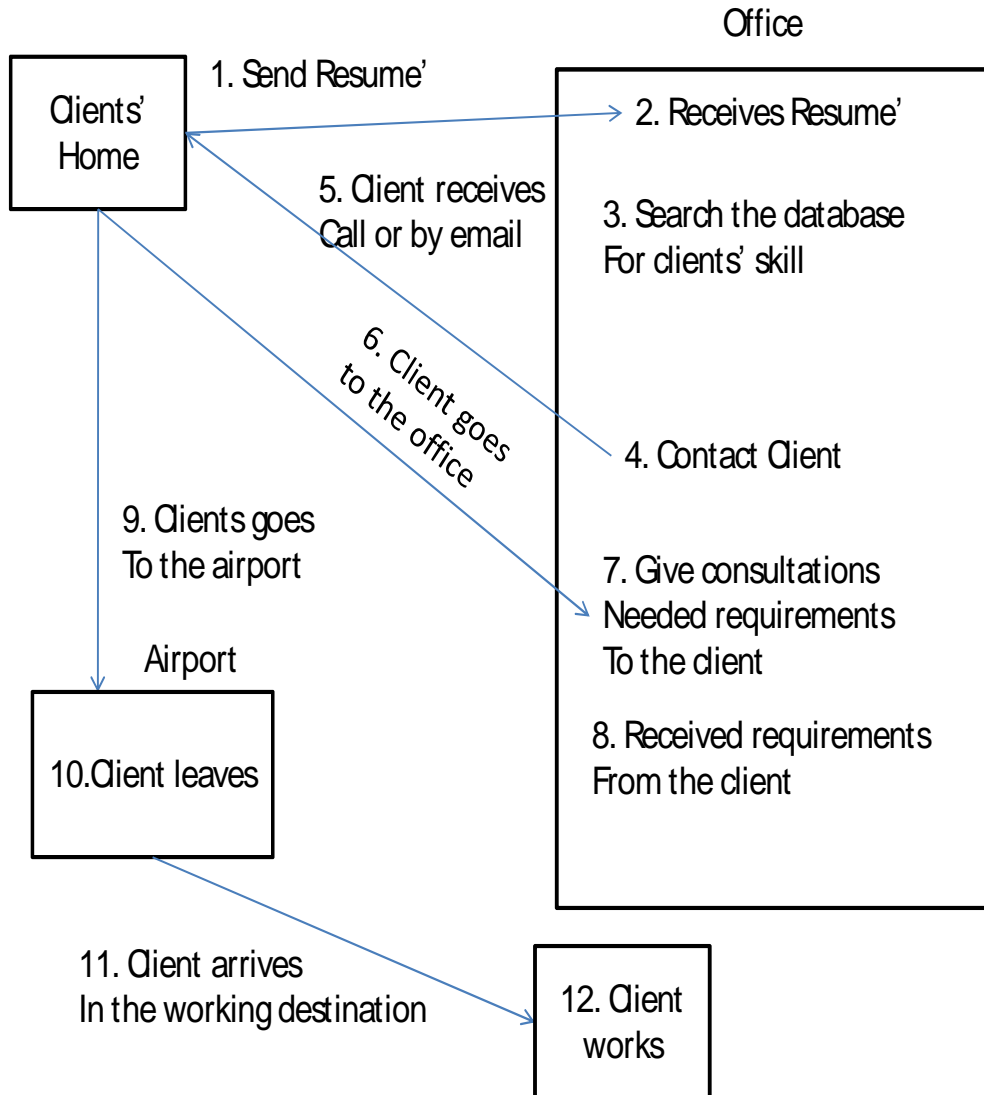 Office
1. Send Resume’
Clients’
Home
2. Receives Resume’
5. Client receives
Call or by email
3. Search the database
For clients’ skill
6. Client goes
to the office
4. Contact Client
9. Clients goes
To the airport
7. Give consultations
Needed requirements
To the client
Airport
8. Received requirements
From the client
10.Client leaves
11. Client arrives
In the working destination
12. Client
works